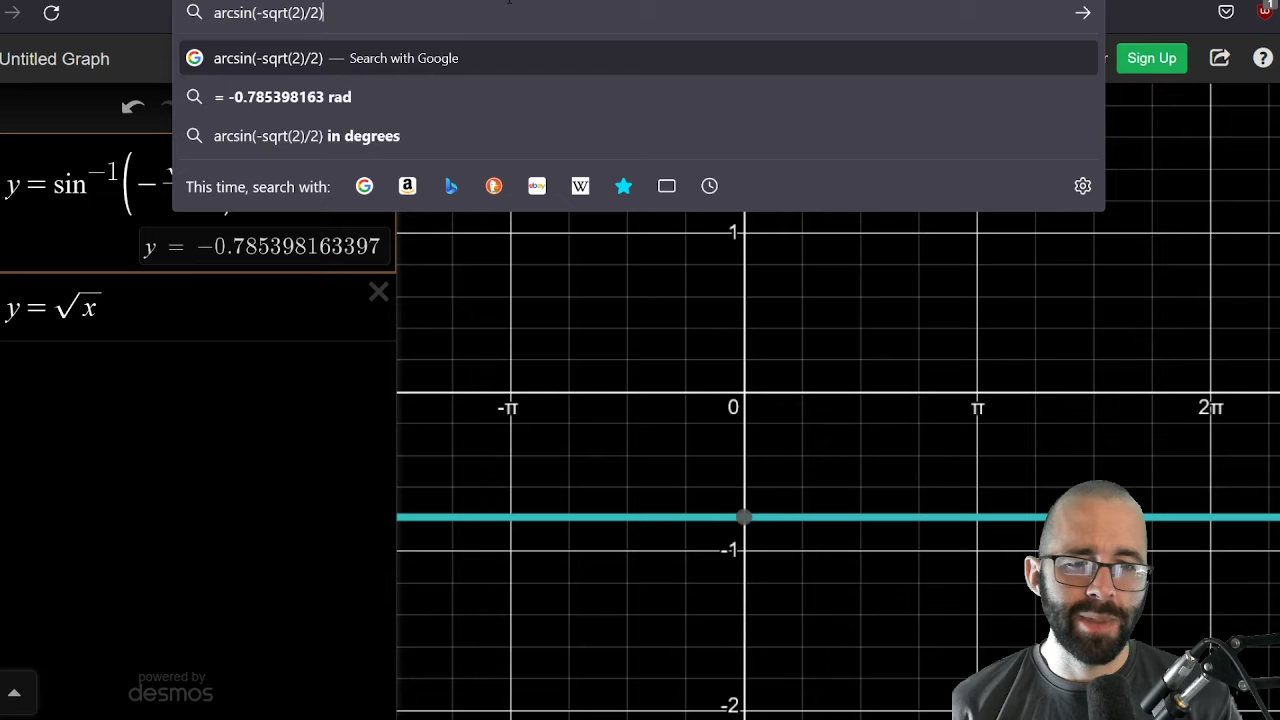 arcsin(-sqrt(2)/2)
1
Untitled Graph
arcsin(-sqrt(2)/2) — Search with Google
Sign Up
?
= -0.785398163 rad
arcsin(-sqrt(2)/2) in degrees
y = sin⁻¹(−
This time, search with:
ebay
W
y = −0.785398163397
y = √x
1
-π
0
π
2π
-1
-2
powered by
desmos